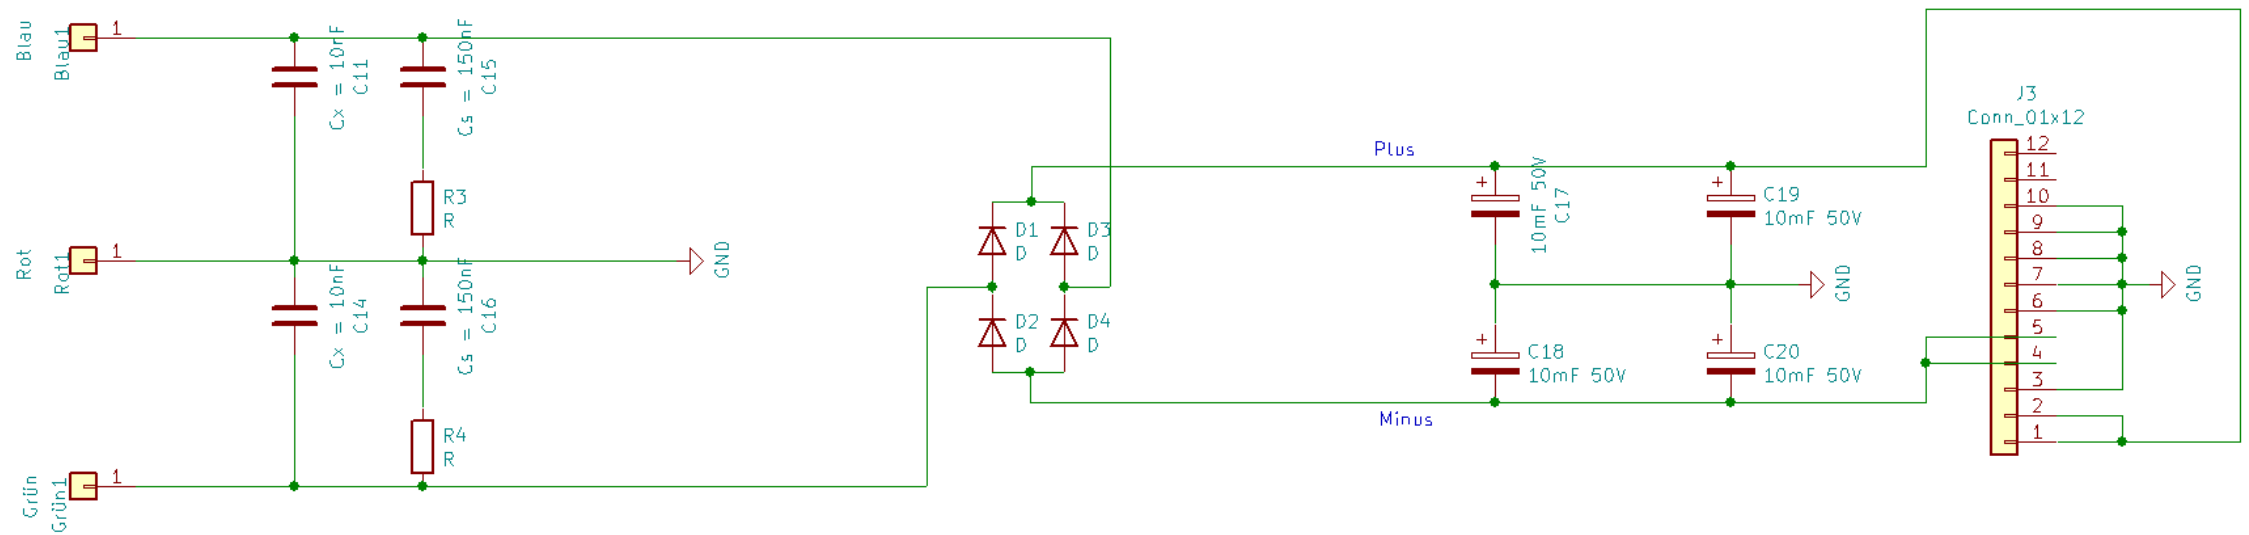 Blau
Blau1
1
Cx = 10nF
C11
Cs = 150nF
C15
R3
R
Rot
Rot1
1
GND
Cx = 10nF
C14
Cs = 150nF
C16
R4
R
Grün
Grün1
1
D1
D
D3
D
D2
D
D4
D
Plus
Minus
+
10mF 50V
C17
+
C19
10mF 50V
GND
+
C18
10mF 50V
+
C20
10mF 50V
J3
Conn_01x12
12
11
10
9
8
7
6
5
4
3
2
1
GND